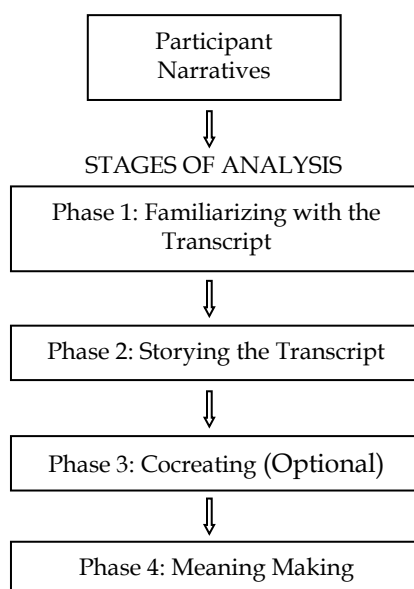 Participant
Narratives
STAGES OF ANALYSIS
Phase 1: Familiarizing with the
Transcript
Phase 2: Storying the Transcript
Phase 3: Cocreating (Optional)
Phase 4: Meaning Making